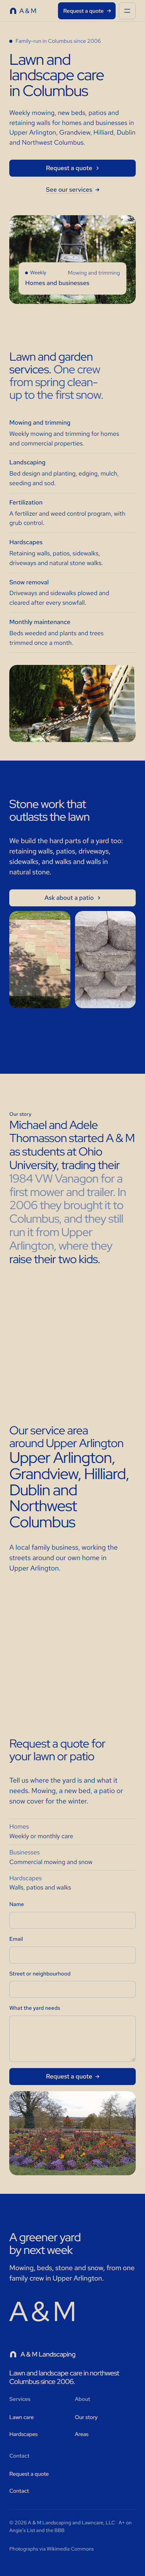 A & M
Request a quote →
Family-run in Columbus since 2006
Lawn and
landscape care
in Columbus
Weekly mowing, new beds, patios and
retaining walls for homes and businesses in
Upper Arlington, Grandview, Hilliard, Dublin
and Northwest Columbus.
Request a quote
See our services →
Weekly
Mowing and trimming
Homes and businesses
Lawn and garden
services. One crew
from spring clean-
up to the first snow.
Mowing and trimming
Weekly mowing and trimming for homes
and commercial properties.
Landscaping
Bed design and planting, edging, mulch,
seeding and sod.
Fertilization
A fertilizer and weed control program, with
grub control.
Hardscapes
Retaining walls, patios, sidewalks,
driveways and natural stone walks.
Snow removal
Driveways and sidewalks plowed and
cleared after every snowfall.
Monthly maintenance
Beds weeded and plants and trees
trimmed once a month.
Stone work that
outlasts the lawn
We build the hard parts of a yard too:
retaining walls, patios, driveways,
sidewalks, walks and walls in
natural stone.
Ask about a patio
Our story
Michael and Adele
Thomasson started A & M
as students at Ohio
University, trading their
1984 VW Vanagon for a
first mower and trailer. In
2006 they brought it to
Columbus, and they still
run it from Upper
Arlington, where they
raise their two kids.
Our service area
around Upper Arlington
Upper Arlington,
Grandview, Hilliard,
Dublin and
Northwest
Columbus
A local family business, working the
streets around our own home in
Upper Arlington.
Request a quote for
your lawn or patio
Tell us where the yard is and what it
needs. Mowing, a new bed, a patio or
snow cover for the winter.
Homes
Weekly or monthly care
Businesses
Commercial mowing and snow
Hardscapes
Walls, patios and walks
Name
Email
Street or neighbourhood
What the yard needs
Request a quote →
A greener yard
by next week
Mowing, beds, stone and snow, from one
family crew in Upper Arlington.
A&M
A & M Landscaping
Lawn and landscape care in northwest
Columbus since 2006.
Services
About
Lawn care
Our story
Hardscapes
Areas
Contact
Request a quote
Contact
© 2026 A & M Landscaping and Lawncare, LLC A+ on
Angie's List and the BBB
Photographs via Wikimedia Commons